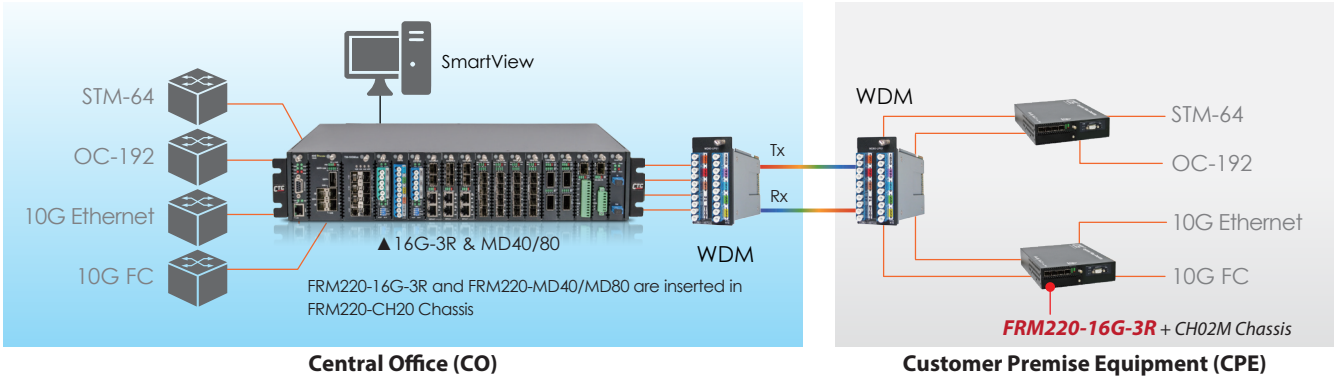 SmartView
STM-64
OC-192
10G Ethernet
10G FC
CTC
▲16G-3R & MD40/80
FRM220-16G-3R and FRM220-MD40/MD80 are inserted in
FRM220-CH20 Chassis
WDM
Tx
Rx
WDM
STM-64
OC-192
10G Ethernet
10G FC
FRM220-16G-3R + CH02M Chassis
Central Office (CO)
Customer Premise Equipment (CPE)